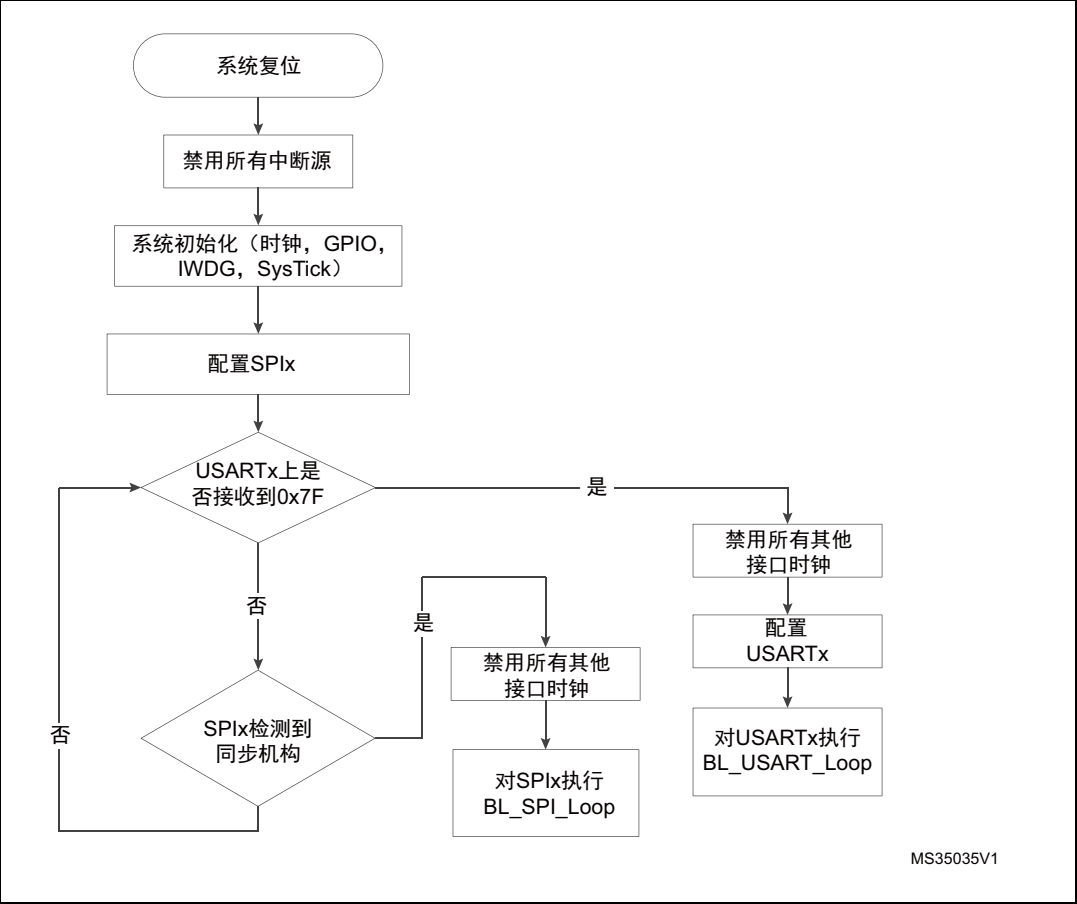 系统复位
禁用所有中断源
系统初始化（时钟，GPIO，
IWDG，SysTick）
配置SPIx
USARTx上是
否接收到0x7F
是
禁用所有其他
接口时钟
配置
USARTx
对USARTx执行
BL_USART_Loop
否
SPIx检测到
同步机构
是
禁用所有其他
接口时钟
对SPIx执行
BL_SPI_Loop
否
MS35035V1